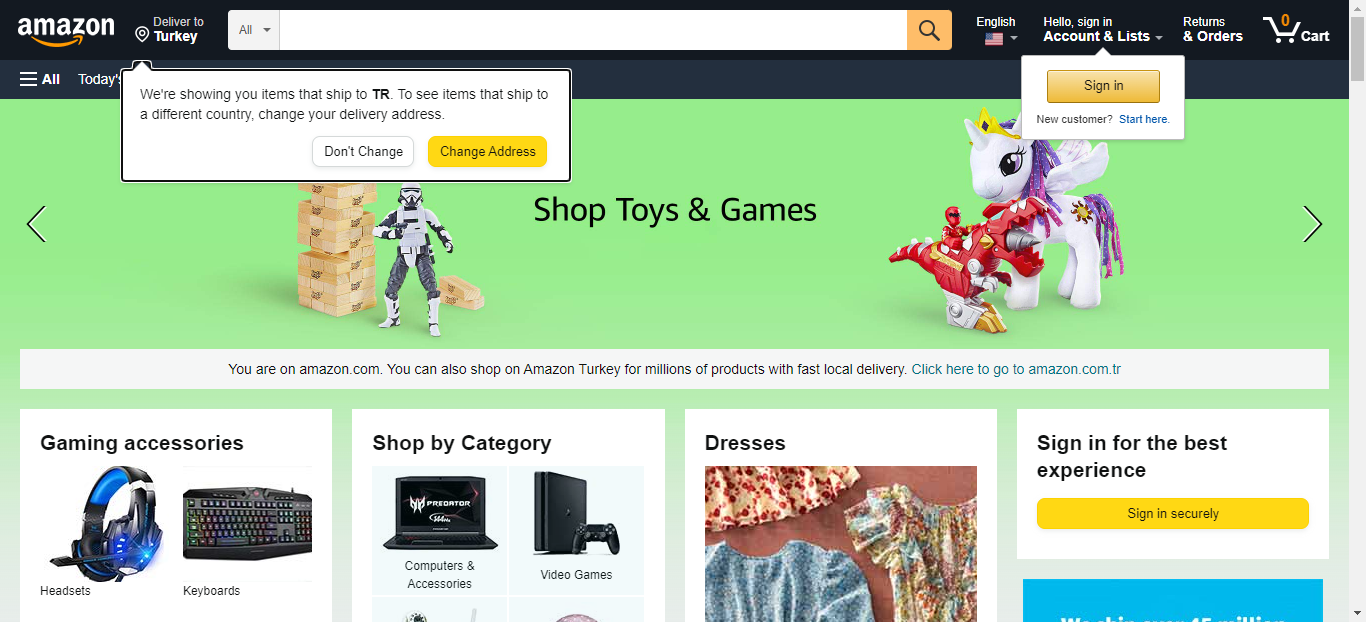 amazon
Deliver to
Turkey
All
English
Hello, sign in
Account & Lists
Returns
& Orders
0
Cart
All
Today's
We're showing you items that ship to TR. To see items that ship to
a different country, change your delivery address.
Don't Change
Change Address
Sign in
New customer? Start here.
Shop Toys & Games
You are on amazon.com. You can also shop on Amazon Turkey for millions of products with fast local delivery. Click here to go to amazon.com.tr
Gaming accessories
Headsets
Keyboards
Shop by Category
PREDATOR
Computers &
Accessories
Video Games
Dresses
Sign in for the best
experience
Sign in securely
We ship over 45 million